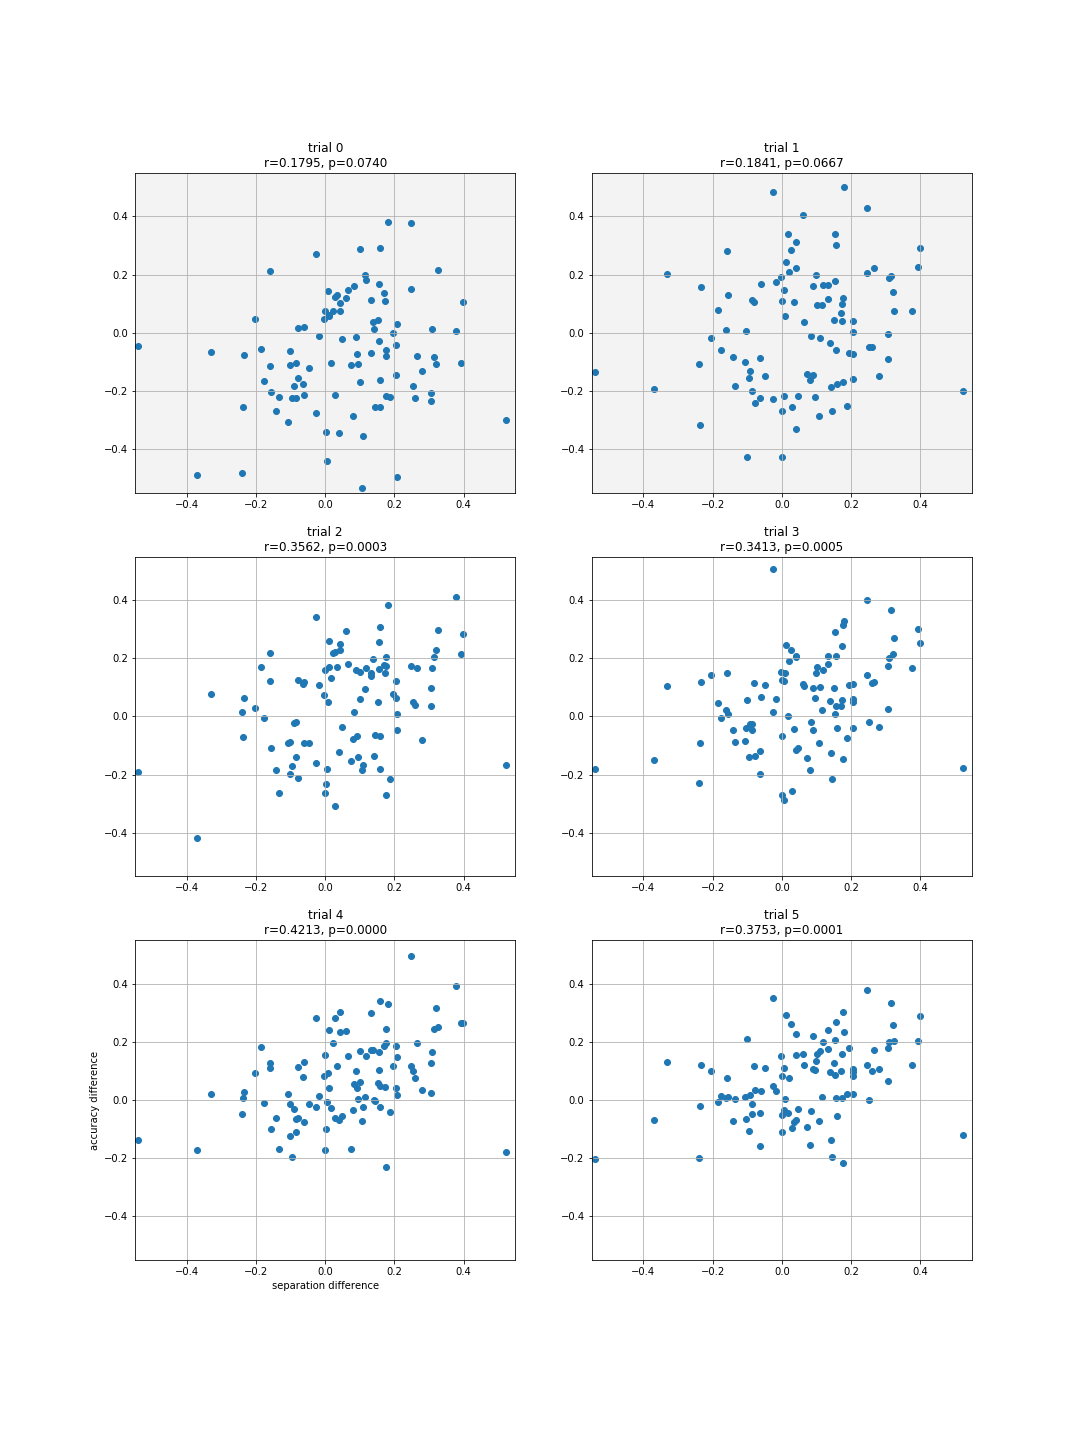 trial 0
r=0.1795, p=0.0740
0.4
0.2
0.0
−0.2
−0.4
−0.4 −0.2 0.0 0.2 0.4
trial 1
r=0.1841, p=0.0667
0.4
0.2
0.0
−0.2
−0.4
−0.4 −0.2 0.0 0.2 0.4
trial 2
r=0.3562, p=0.0003
0.4
0.2
0.0
−0.2
−0.4
−0.4 −0.2 0.0 0.2 0.4
trial 3
r=0.3413, p=0.0005
0.4
0.2
0.0
−0.2
−0.4
−0.4 −0.2 0.0 0.2 0.4
trial 4
r=0.4213, p=0.0000
accuracy difference
0.4
0.2
0.0
−0.2
−0.4
−0.4 −0.2 0.0 0.2 0.4
separation difference
trial 5
r=0.3753, p=0.0001
0.4
0.2
0.0
−0.2
−0.4
−0.4 −0.2 0.0 0.2 0.4